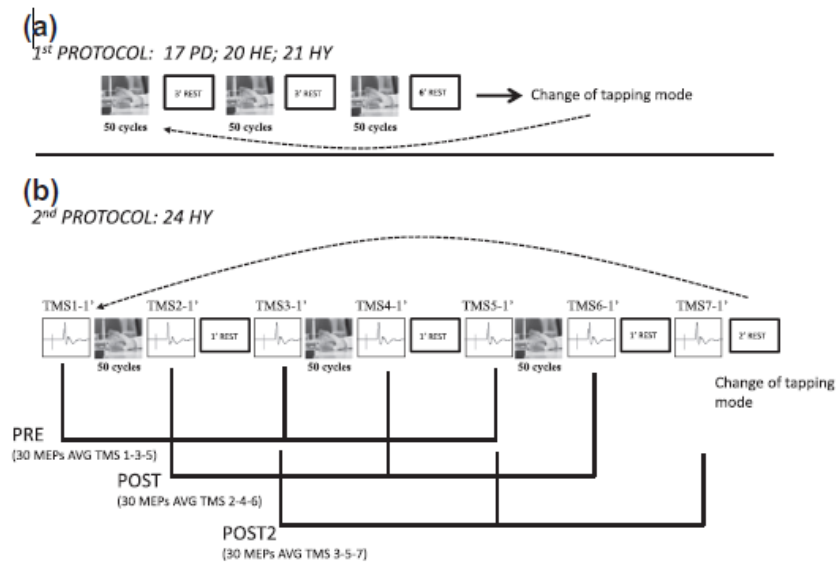 (a)
1st PROTOCOL: 17 PD; 20 HE; 21 HY
3' REST
3' REST
6' REST
Change of tapping mode
50 cycles
50 cycles
50 cycles
(b)
2nd PROTOCOL: 24 HY
TMS1-1' TMS2-1' TMS3-1' TMS4-1' TMS5-1' TMS6-1' TMS7-1'
1' REST
1' REST
1' REST
2' REST
50 cycles
50 cycles
50 cycles
Change of tapping
mode
PRE
(30 MEPs AVG TMS 1-3-5)
POST
(30 MEPs AVG TMS 2-4-6)
POST2
(30 MEPs AVG TMS 3-5-7)